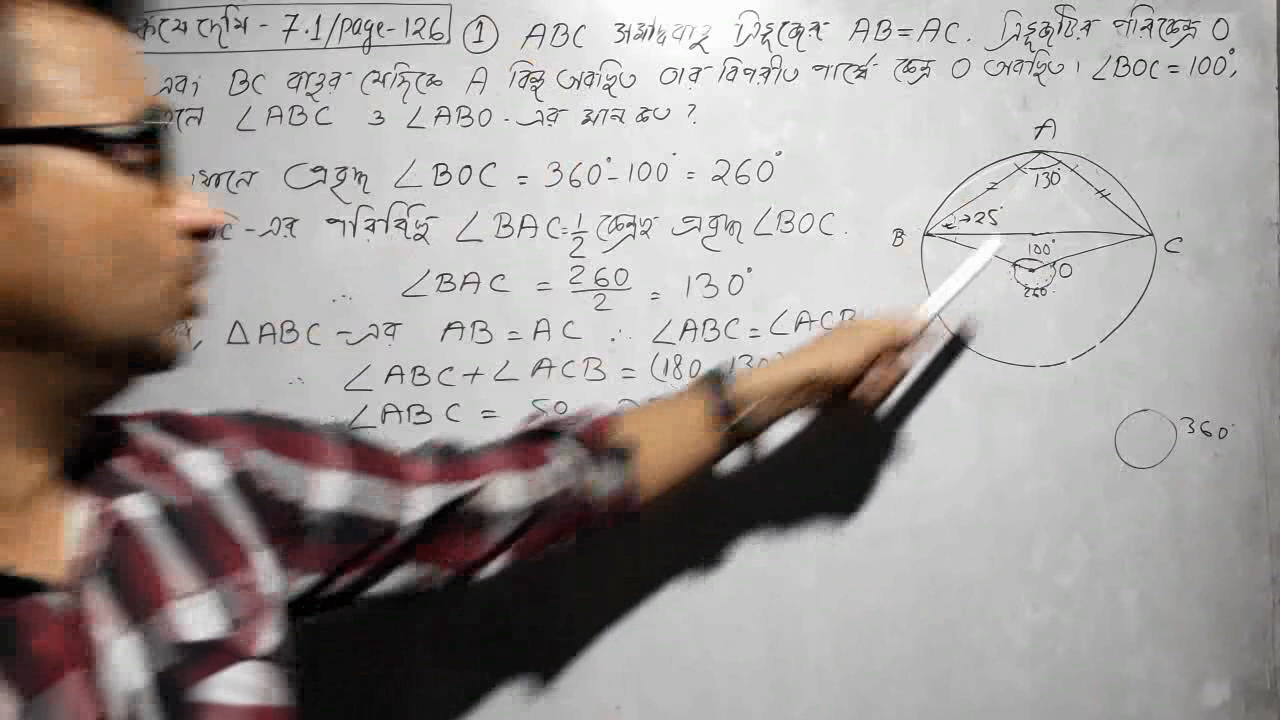 কষে দেখি - 7.1/page-126 ① ABC সমদ্বিবাহু ত্রিভুজের AB=AC. ত্রিভুজটির পরিকেন্দ্র O
এবং BC বাহুর যেদিকে A বিন্দু অবস্থিত তার বিপরীত পার্শ্বে কেন্দ্র O অবস্থিত। ∠BOC=100°,
∠ABC ও ∠ABO-এর মান কত?
প্রবৃদ্ধ ∠BOC = 360°-100° = 260°
-এর পরিধিস্থ ∠BAC=1/2 কেন্দ্রস্থ প্রবৃদ্ধ ∠BOC.
∴ ∠BAC = 260/2 = 130°
, △ABC-এর AB=AC ∴ ∠ABC=∠ACB
∴ ∠ABC+∠ACB=(180-130)
∠ABC = 50
A
130°
25°
B
C
100°
O
260°
360°